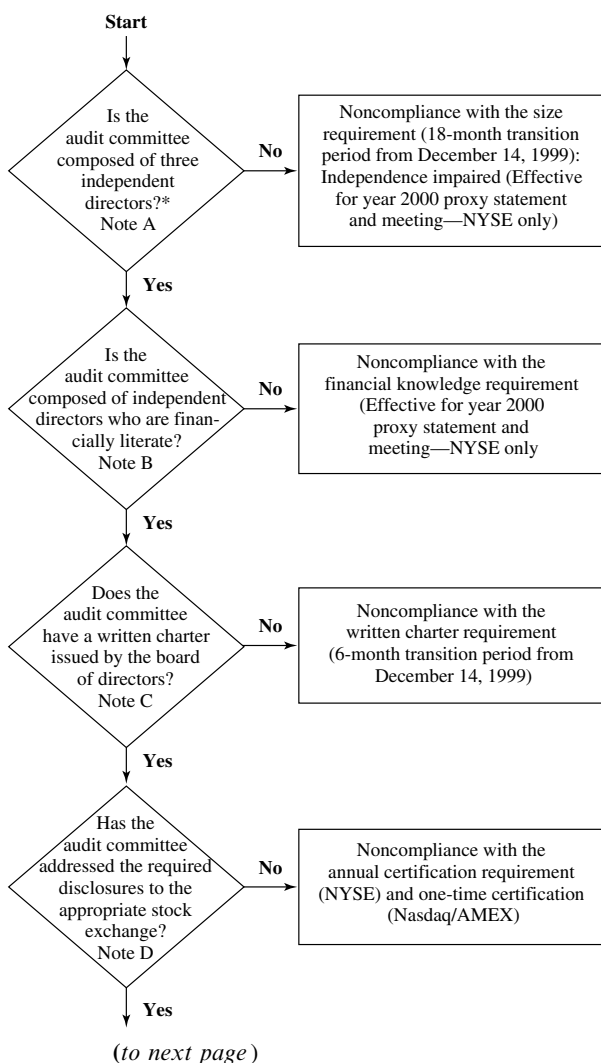 Start
Is the
audit committee
composed of three
independent
directors?*
Note A
No
Noncompliance with the size
requirement (18-month transition
period from December 14, 1999):
Independence impaired (Effective
for year 2000 proxy statement
and meeting—NYSE only)
Yes
Is the
audit committee
composed of independent
directors who are finan-
cially literate?
Note B
No
Noncompliance with the
financial knowledge requirement
(Effective for year 2000
proxy statement and
meeting—NYSE only
Yes
Does the
audit committee
have a written charter
issued by the board
of directors?
Note C
No
Noncompliance with the
written charter requirement
(6-month transition period from
December 14, 1999)
Yes
Has the
audit committee
addressed the required
disclosures to the
appropriate stock
exchange?
Note D
No
Noncompliance with the
annual certification requirement
(NYSE) and one-time certification
(Nasdaq/AMEX)
Yes
(to next page)